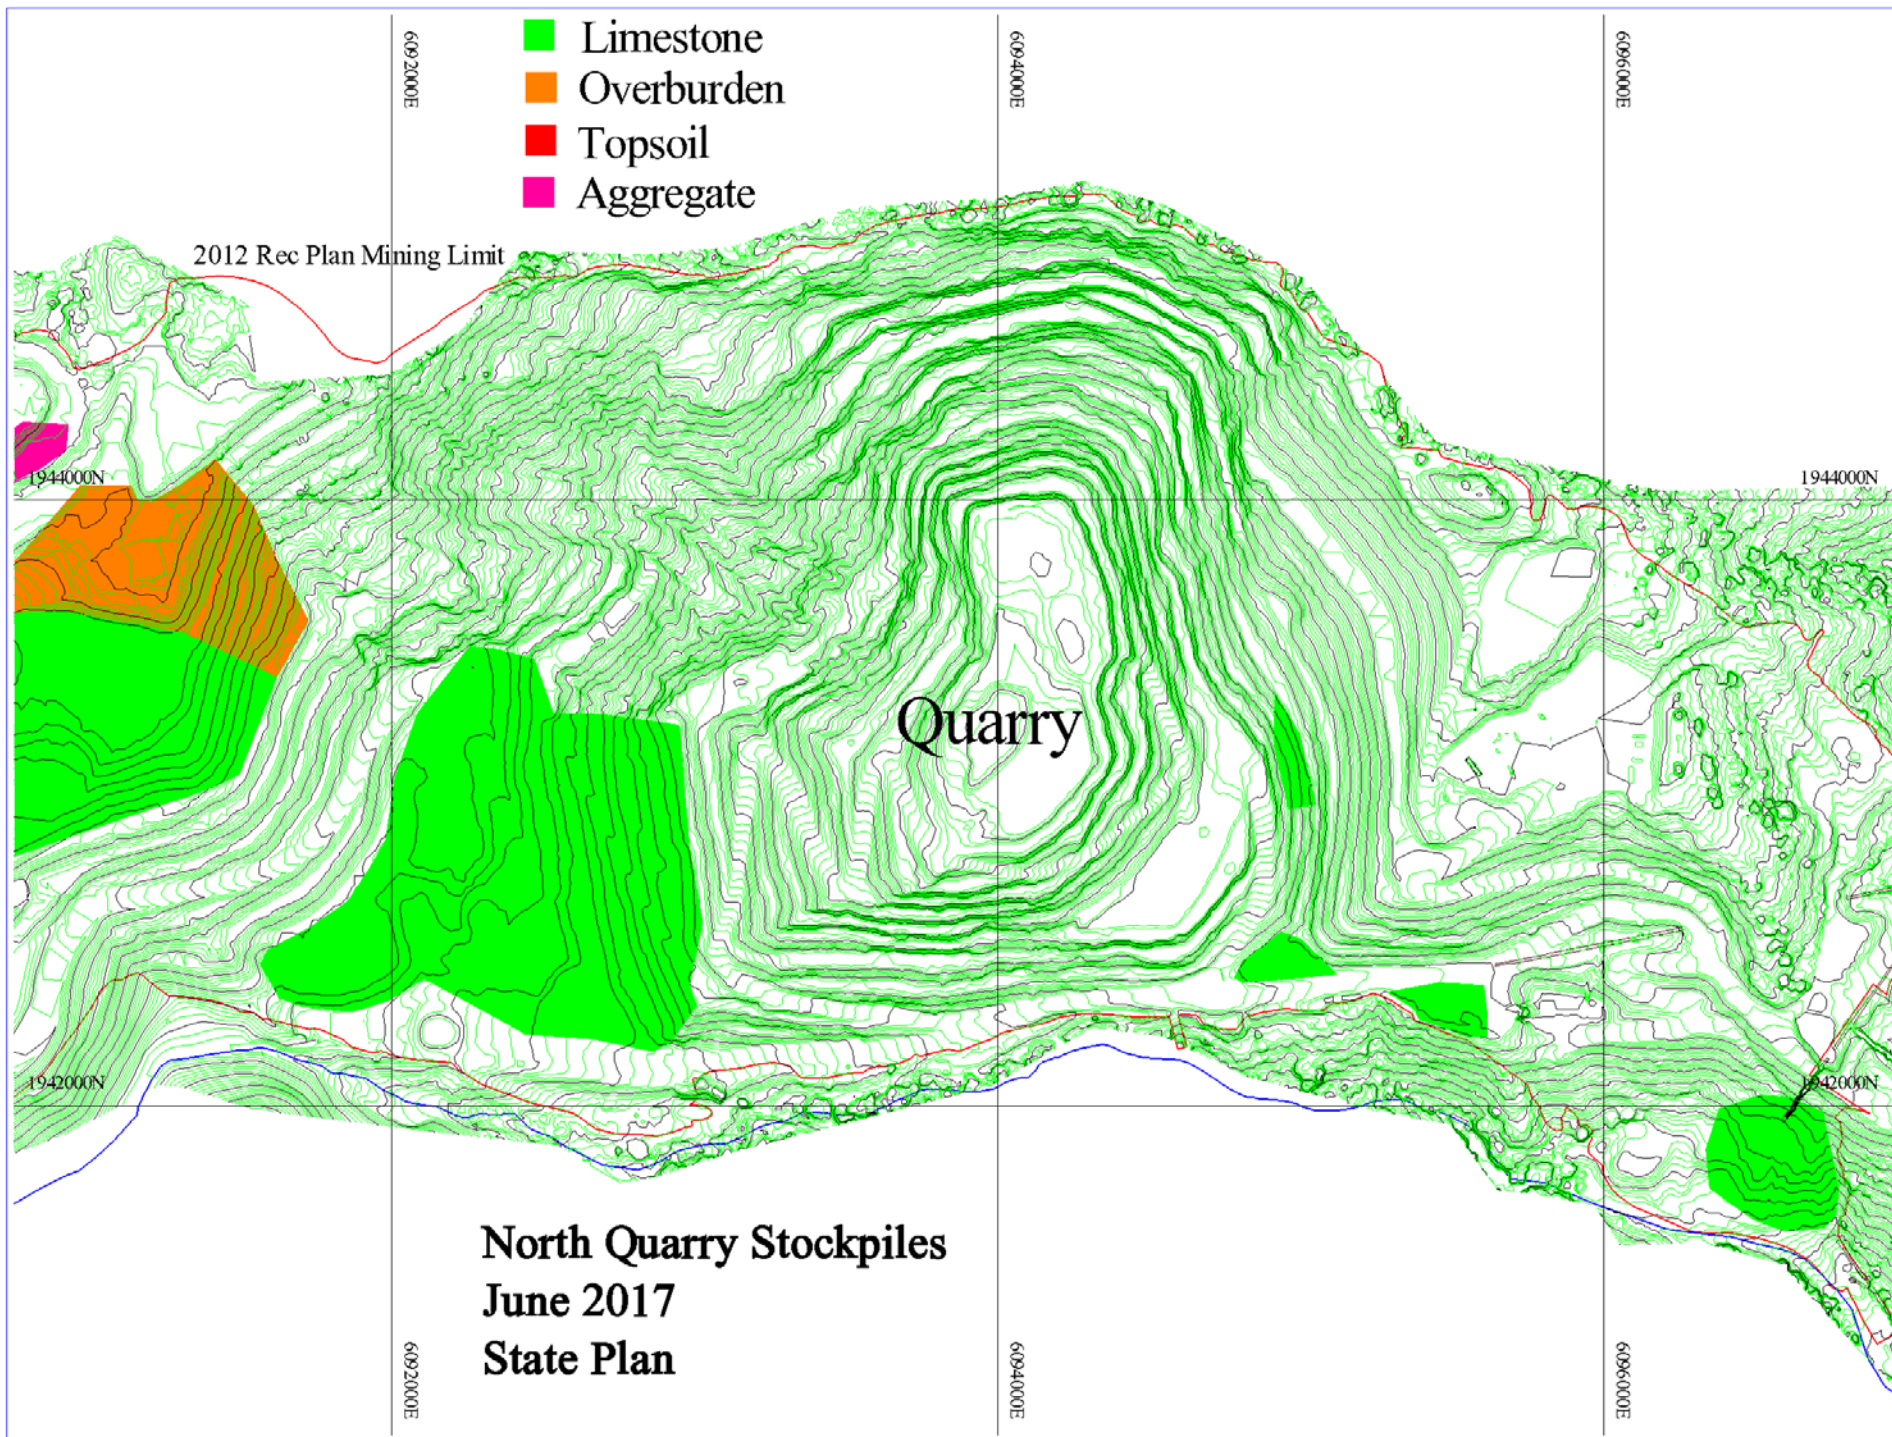 Limestone
Overburden
Topsoil
Aggregate
6092000E
6094000E
6096000E
2012 Rec Plan Mining Limit
1944000N
1944000N
Quarry
1942000N
1942000N
North Quarry Stockpiles
June 2017
State Plan
6092000E
6094000E
6096000E